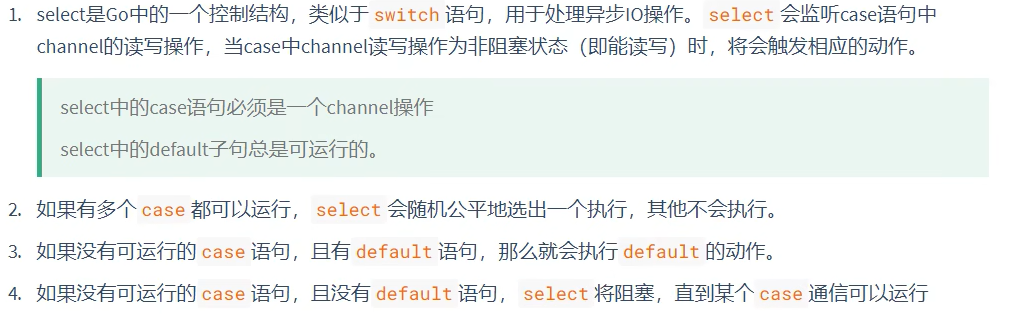 1. select是Go中的一个控制结构，类似于 switch 语句，用于处理异步IO操作。 select 会监听case语句中
channel的读写操作，当case中channel读写操作为非阻塞状态（即能读写）时，将会触发相应的动作。
select中的case语句必须是一个channel操作
select中的default子句总是可运行的。
2. 如果有多个 case 都可以运行， select 会随机公平地选出一个执行，其他不会执行。
3. 如果没有可运行的 case 语句，且有 default 语句，那么就会执行 default 的动作。
4. 如果没有可运行的 case 语句，且没有 default 语句， select 将阻塞，直到某个 case 通信可以运行